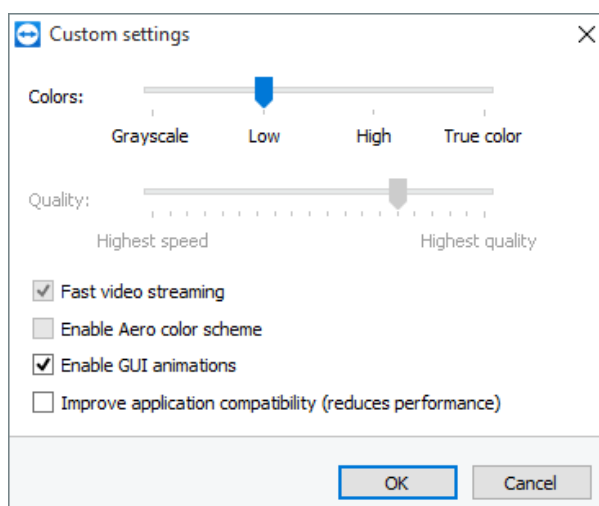 Custom settings
Colors:
Grayscale Low High True color
Quality:
Highest speed Highest quality
Fast video streaming
Enable Aero color scheme
Enable GUI animations
Improve application compatibility (reduces performance)
OK Cancel